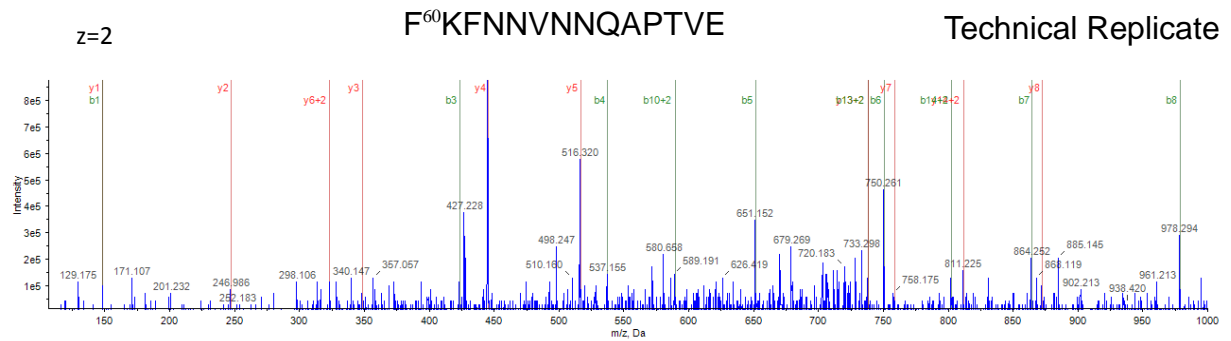 z=2
F⁶⁰KFNNVNNQAPTVE
Technical Replicate
y1 y2 y6+2 y3 y4 y5 y7 y8
b1 b3 b4 b10+2 b5 b13+2 b6 b7 b8
8e5
7e5
6e5
5e5
4e5
3e5
2e5
1e5
Intensity
516.320
750.261
427.228
651.152
978.294
498.247 580.658 679.269 733.298
720.183 864.252 885.145
129.175 171.107 298.106 340.147 357.057 510.160 537.155 589.191 626.419 811.225 868.119
201.232 246.986 768.175 961.213
252.183 902.213 938.420
150 200 250 300 350 400 450 500 550 600 650 700 750 800 850 900 950 1000
m/z, Da